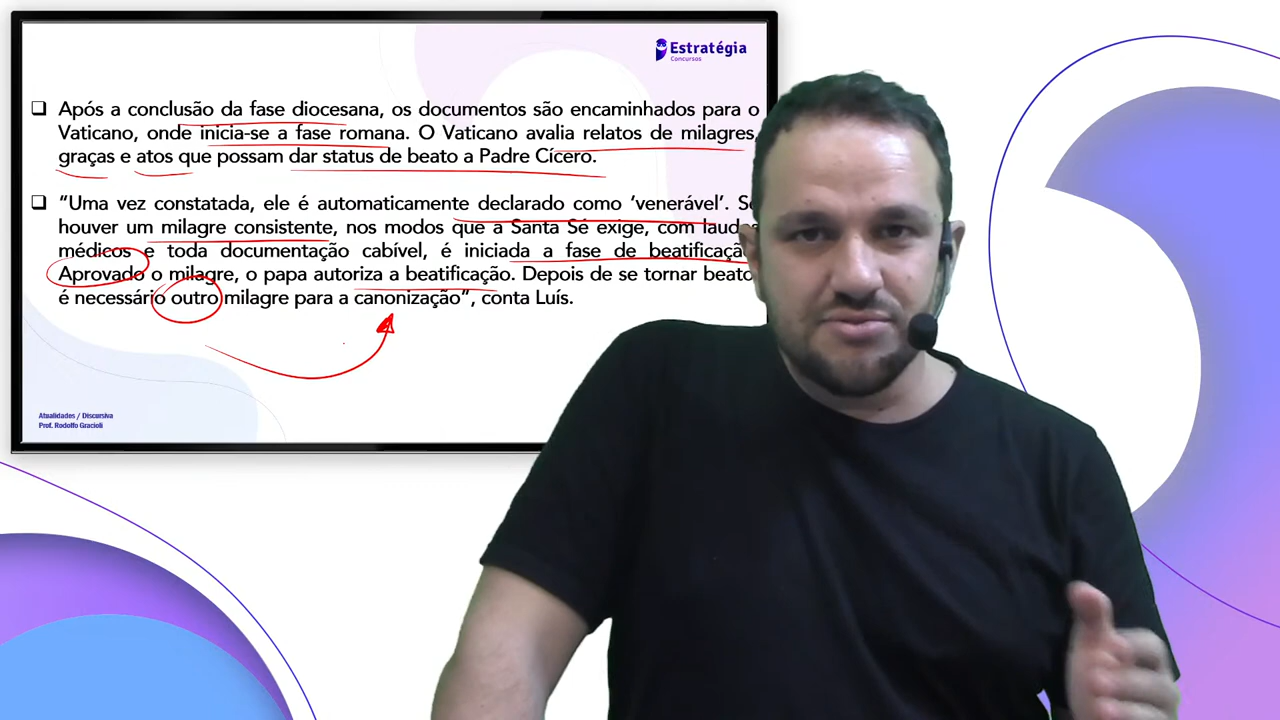 Estratégia
Concursos
Após a conclusão da fase diocesana, os documentos são encaminhados para o
Vaticano, onde inicia-se a fase romana. O Vaticano avalia relatos de milagres,
graças e atos que possam dar status de beato a Padre Cícero.
“Uma vez constatada, ele é automaticamente declarado como ‘venerável’. Se
houver um milagre consistente, nos modos que a Santa Sé exige, com laudos
médicos e toda documentação cabível, é iniciada a fase de beatificação.
Aprovado o milagre, o papa autoriza a beatificação. Depois de se tornar beato
é necessário outro milagre para a canonização”, conta Luís.
Atualidades / Discursiva
Prof. Rodolfo Gracioli